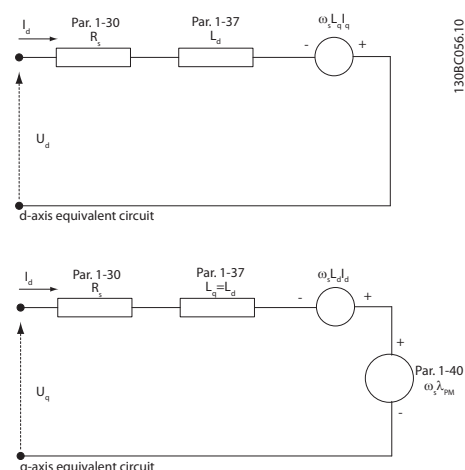 I_d
Par. 1-30
R_s
Par. 1-37
L_d
ω_sL_qI_q
-
+
U_d
d-axis equivalent circuit
130BC056.10
I_d
Par. 1-30
R_s
Par. 1-37
L_q=L_d
ω_sL_dI_d
-
+
+
Par. 1-40
ω_sλ_PM
-
U_q
q-axis equivalent circuit